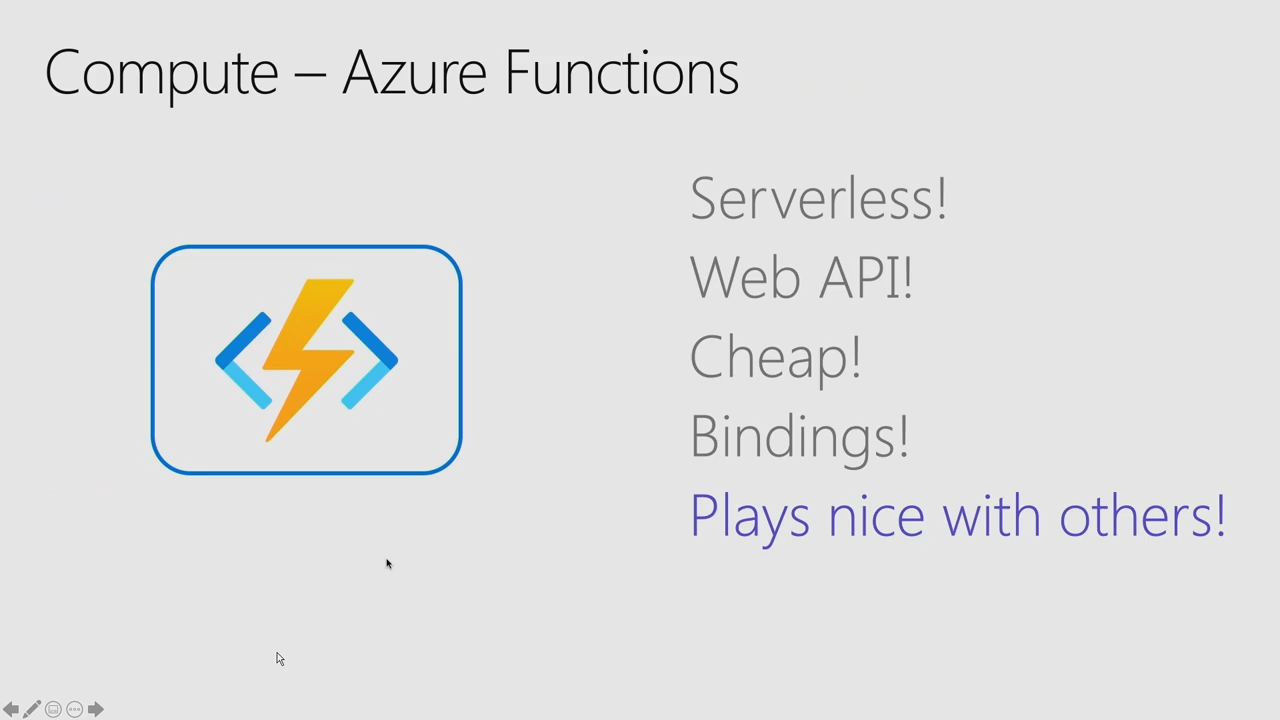 Compute – Azure Functions
Serverless!
Web API!
Cheap!
Bindings!
Plays nice with others!